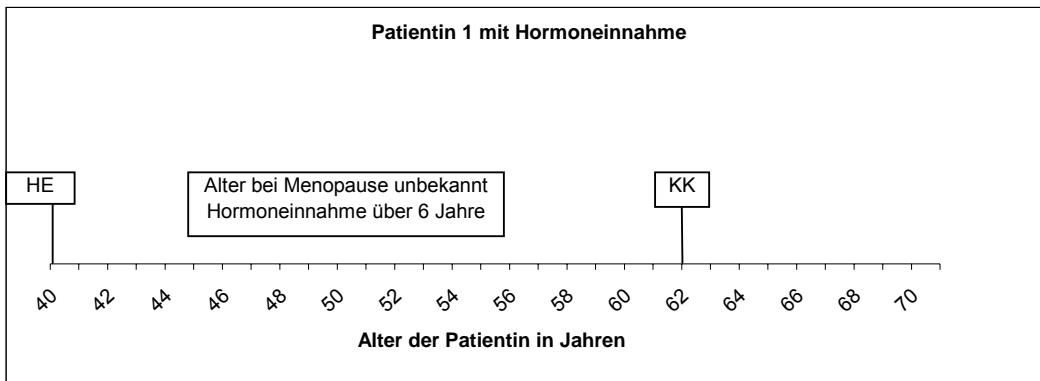 Patientin 1 mit Hormoneinnahme
HE
Alter bei Menopause unbekannt
Hormoneinnahme über 6 Jahre
KK
40 42 44 46 48 50 52 54 56 58 60 62 64 66 68 70
Alter der Patientin in Jahren